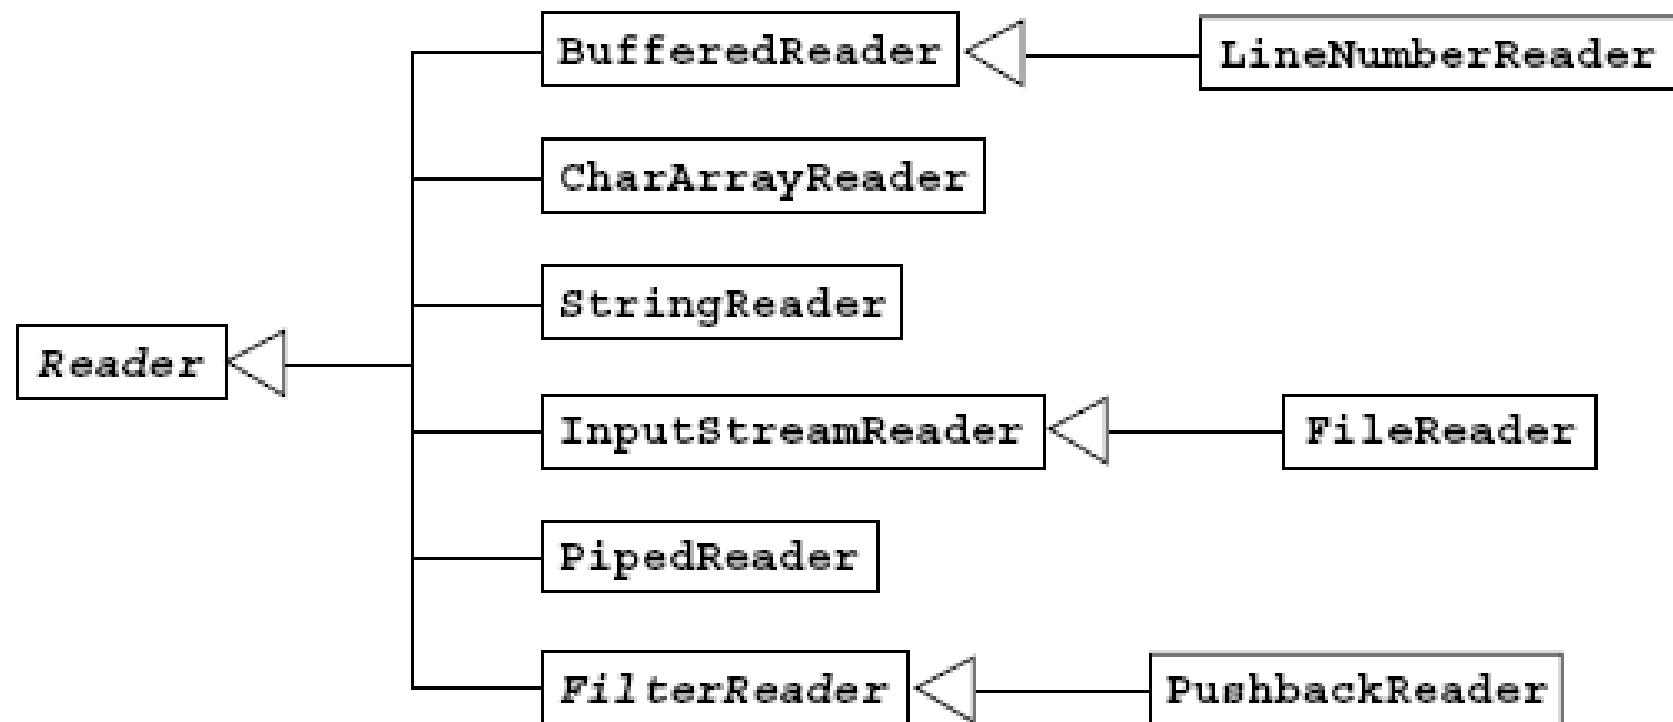 BufferedReader
LineNumberReader
CharArrayReader
StringReader
Reader
InputStreamReader
FileReader
PipedReader
FilterReader
PushbackReader